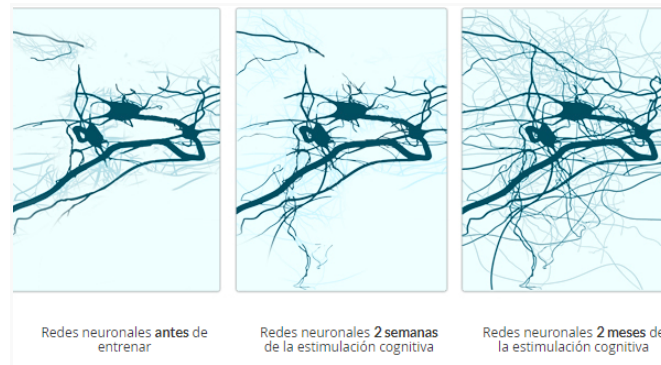 Redes neuronales antes de
entrenar
Redes neuronales 2 semanas
de la estimulación cognitiva
Redes neuronales 2 meses de
la estimulación cognitiva